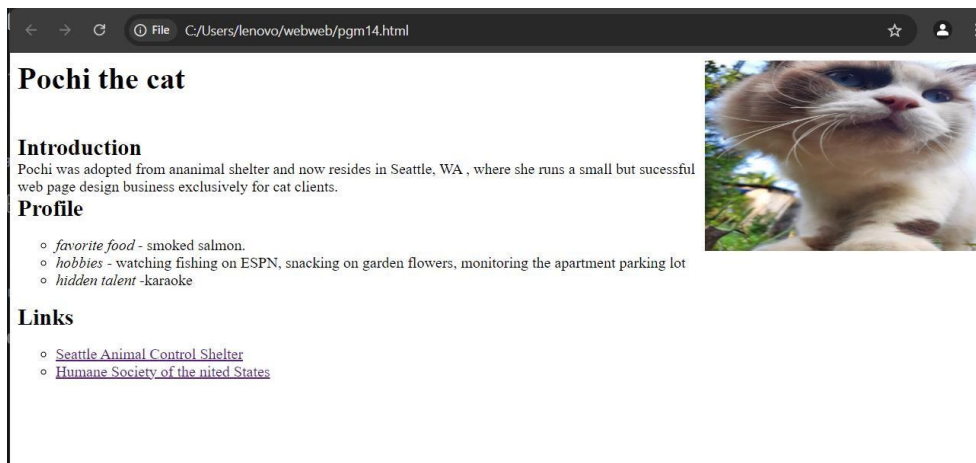 File C:/Users/lenovo/webweb/pgm14.html
Pochi the cat
Introduction
Pochi was adopted from ananimal shelter and now resides in Seattle, WA , where she runs a small but sucessful
web page design business exclusively for cat clients.
Profile
favorite food - smoked salmon.
hobbies - watching fishing on ESPN, snacking on garden flowers, monitoring the apartment parking lot
hidden talent -karaoke
Links
Seattle Animal Control Shelter
Humane Society of the nited States